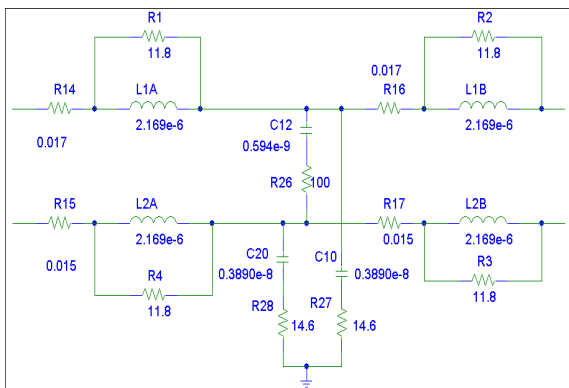 R1
R2
11.8
11.8
0.017
R14
L1A
R16
L1B
0.017
2.169e-6
2.169e-6
C12
0.594e-9
R26
100
R15
L2A
R17
L2B
0.015
2.169e-6
0.015
2.169e-6
C20
C10
0.3890e-8
0.3890e-8
R4
R3
11.8
11.8
R28
R27
14.6
14.6